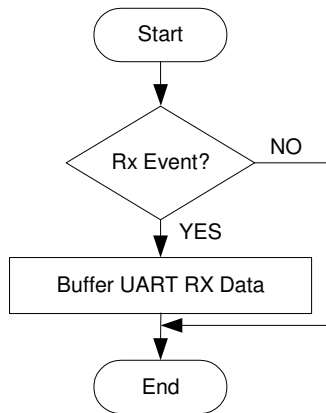 Start
Rx Event?
NO
YES
Buffer UART RX Data
End